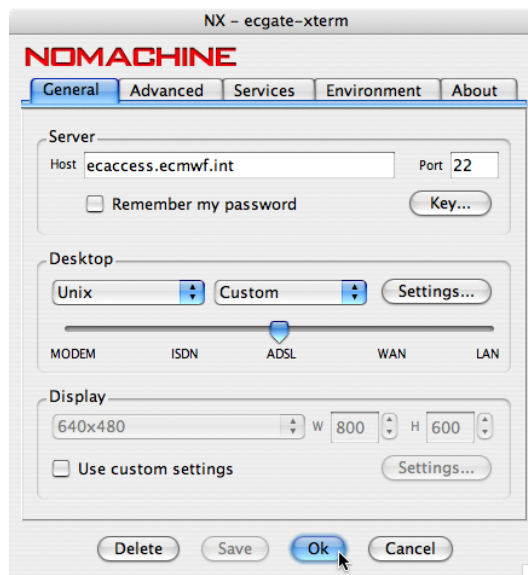 NX – ecgate-xterm
NOMACHINE
General Advanced Services Environment About
Server
Host ecaccess.ecmwf.int Port 22
Remember my password Key...
Desktop
Unix Custom Settings...
MODEM ISDN ADSL WAN LAN
Display
640x480 W 800 H 600
Use custom settings Settings...
Delete Save Ok Cancel